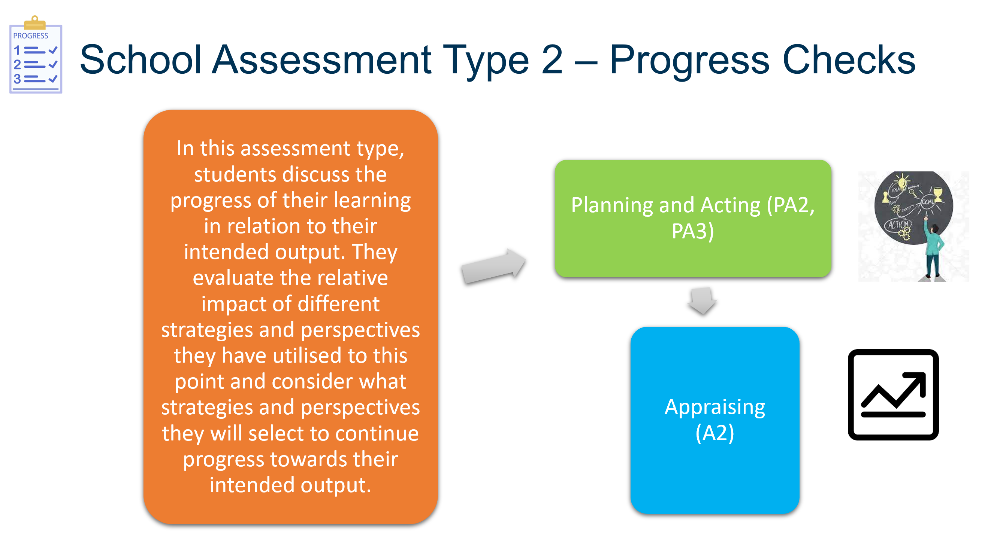 PROGRESS
1
2
3
School Assessment Type 2 – Progress Checks
In this assessment type,
students discuss the
progress of their learning
in relation to their
intended output. They
evaluate the relative
impact of different
strategies and perspectives
they have utilised to this
point and consider what
strategies and perspectives
they will select to continue
progress towards their
intended output.
Planning and Acting (PA2,
PA3)
IDEA
RESEARCH
PLAN
GOAL
STRATEGY
ACTION
Appraising
(A2)